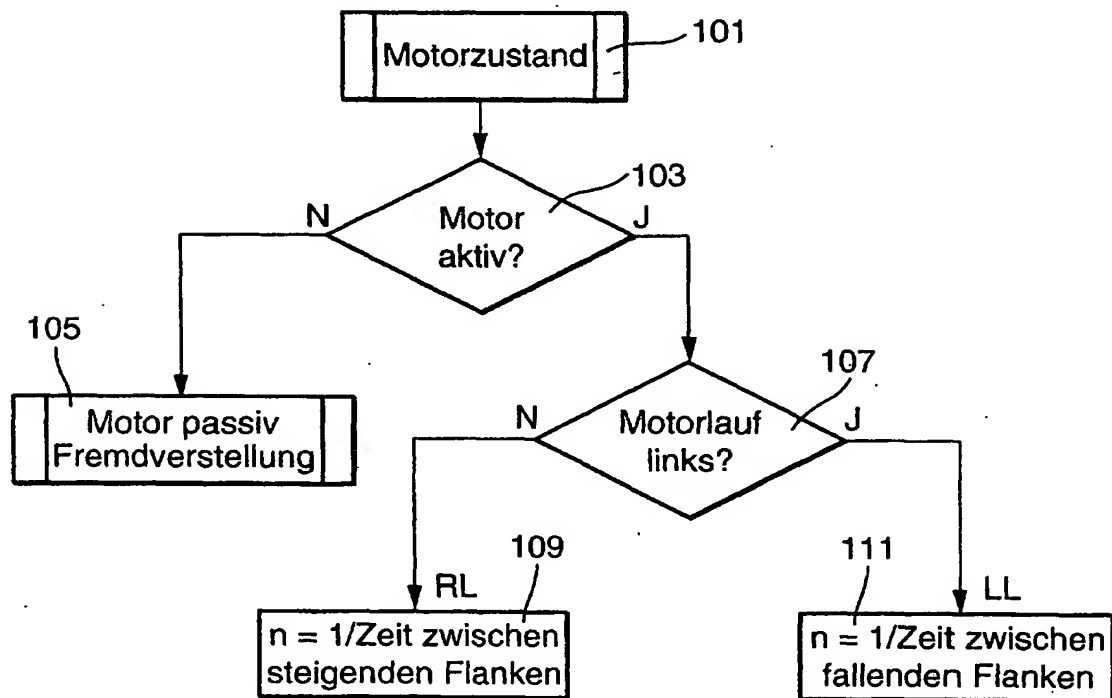 Motorzustand
101
103
N
Motor
aktiv?
J
105
Motor passiv
Fremdverstellung
107
N
Motorlauf
links?
J
109
RL
n = 1/Zeit zwischen
steigenden Flanken
111
LL
n = 1/Zeit zwischen
fallenden Flanken